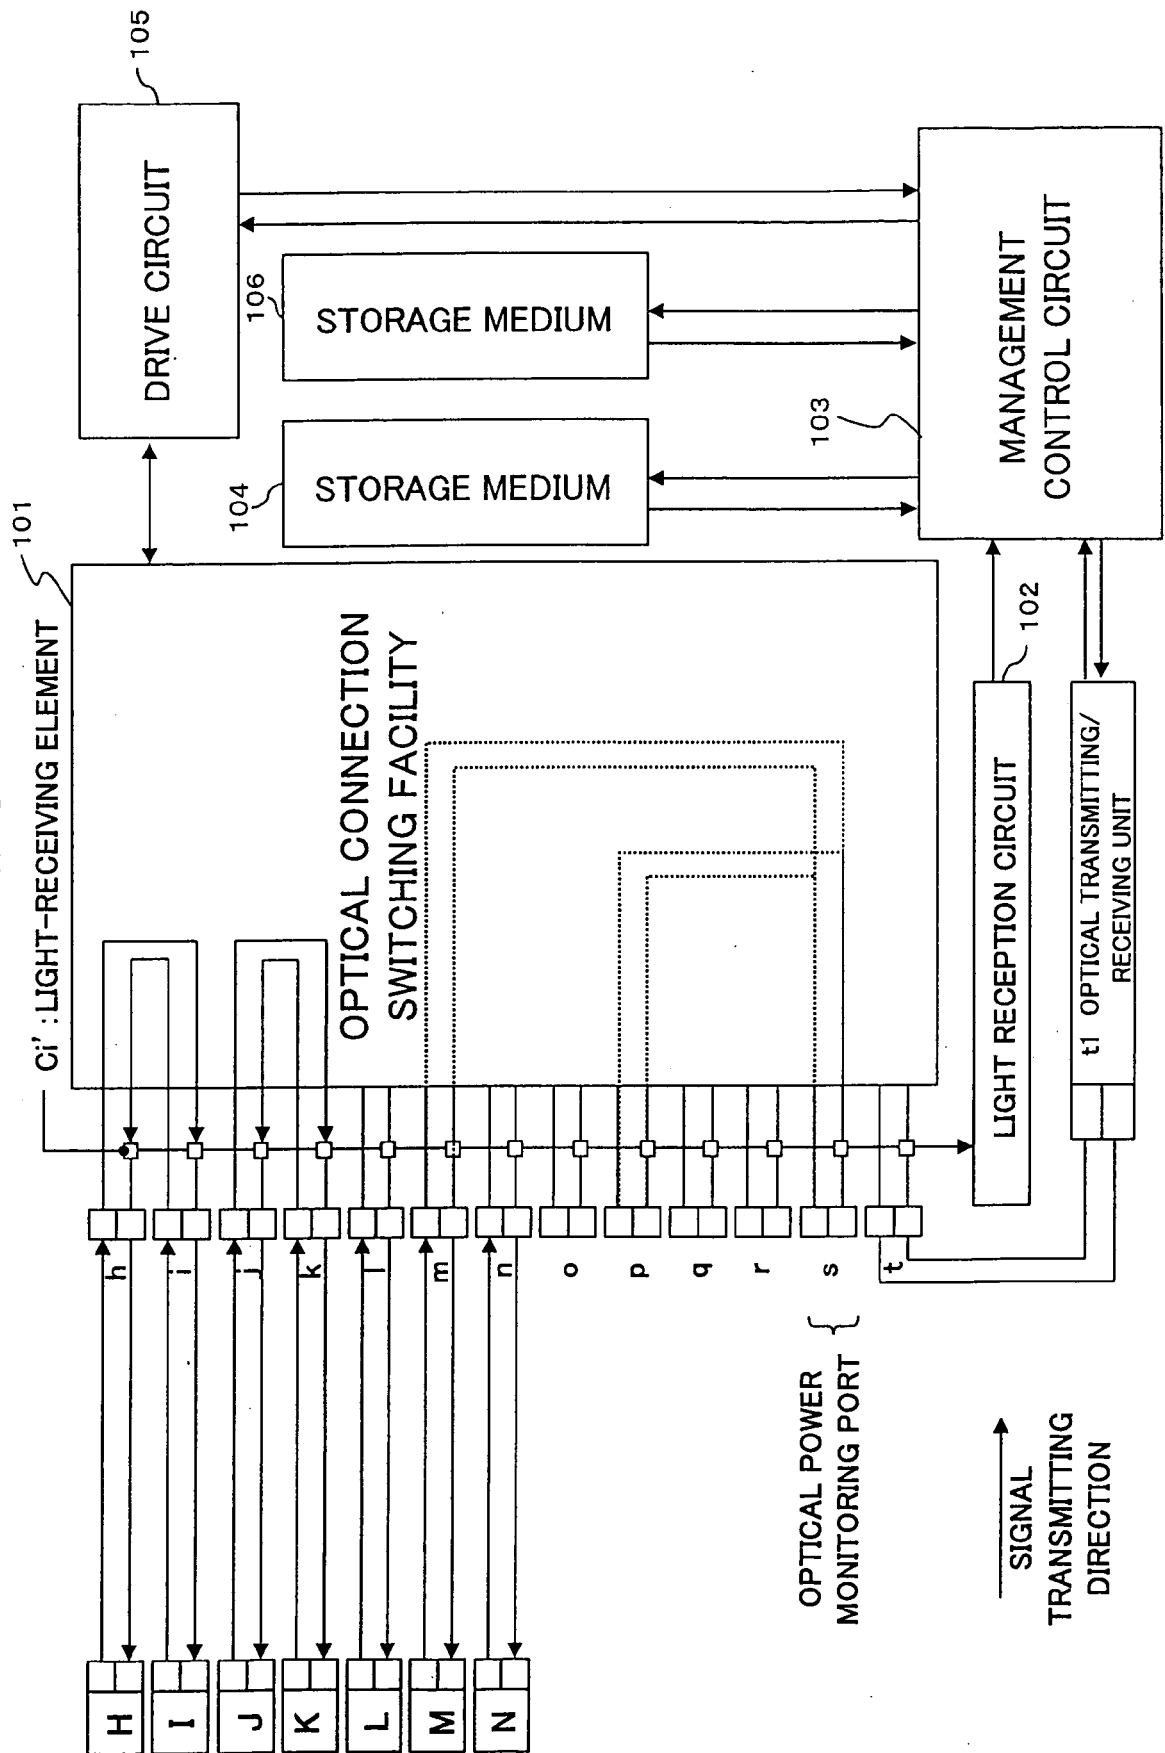 Ci' : LIGHT-RECEIVING ELEMENT
101
105
DRIVE CIRCUIT
106
STORAGE MEDIUM
104
STORAGE MEDIUM
OPTICAL CONNECTION
SWITCHING FACILITY
103
MANAGEMENT
CONTROL CIRCUIT
102
LIGHT RECEPTION CIRCUIT
t1 OPTICAL TRANSMITTING/
RECEIVING UNIT
H
I
J
K
L
M
N
h
i
j
k
l
m
n
o
p
q
r
s
t
OPTICAL POWER
MONITORING PORT
SIGNAL
TRANSMITTING
DIRECTION